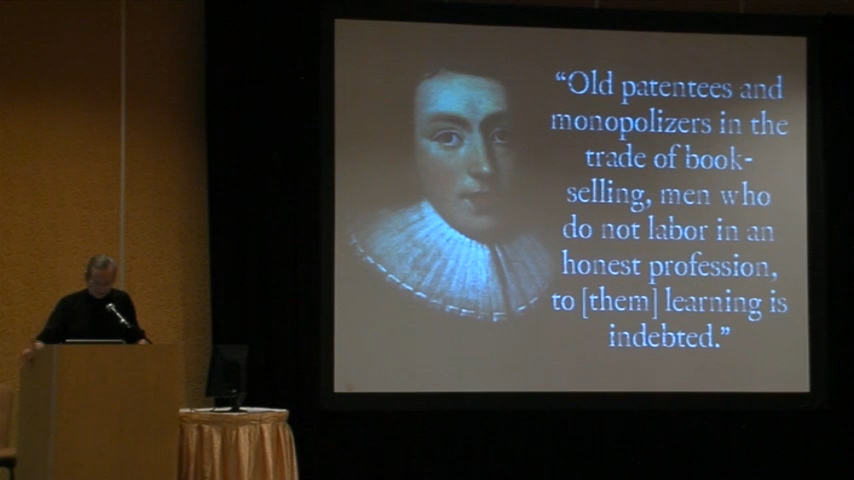 “Old patentees and
monopolizers in the
trade of book-
selling, men who
do not labor in an
honest profession,
to [them] learning is
indebted.”